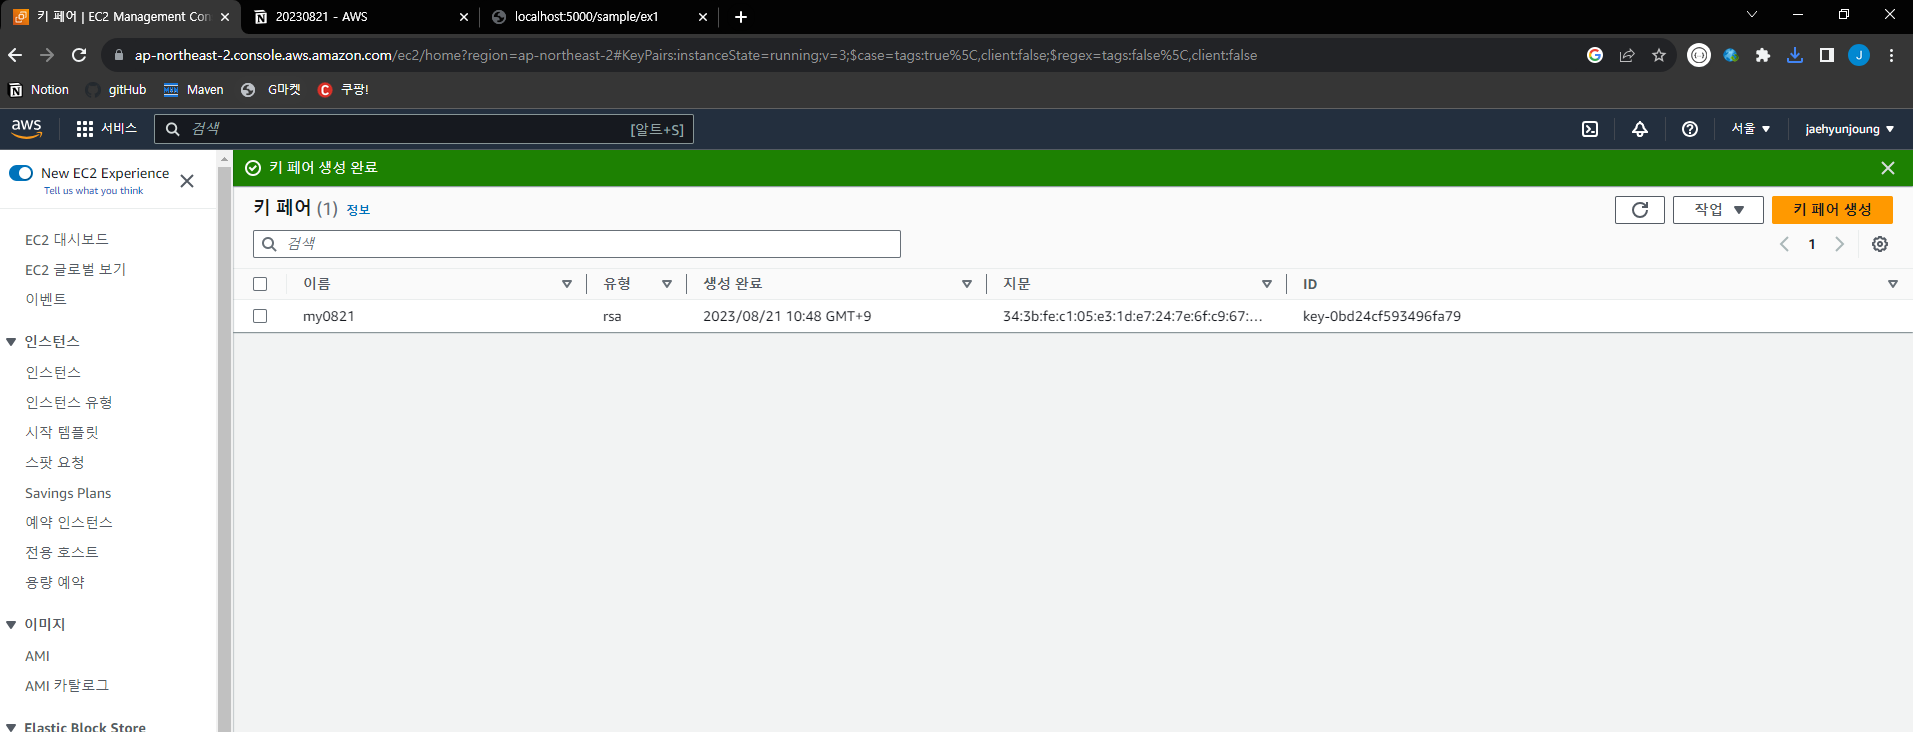 키 페어 | EC2 Management Con
20230821 - AWS
localhost:5000/sample/ex1
ap-northeast-2.console.aws.amazon.com/ec2/home?region=ap-northeast-2#KeyPairs:instanceState=running;v=3;$case=tags:true%5C,client:false;$regex=tags:false%5C,client:false
J
Notion
gitHub
Maven
G마켓
C 쿠팡!
aws
서비스
검색
[알트+S]
서울
jaehyunjoung
New EC2 Experience
Tell us what you think
EC2 대시보드
EC2 글로벌 보기
이벤트
인스턴스
인스턴스
인스턴스 유형
시작 템플릿
스팟 요청
Savings Plans
예약 인스턴스
전용 호스트
용량 예약
이미지
AMI
AMI 카탈로그
Elastic Block Store
키 페어 생성 완료
키 페어 (1) 정보
작업
키 페어 생성
검색
1
이름 유형 생성 완료 지문 ID
my0821 rsa 2023/08/21 10:48 GMT+9 34:3b:fe:c1:05:e3:1d:e7:24:7e:6f:c9:67:... key-0bd24cf593496fa79